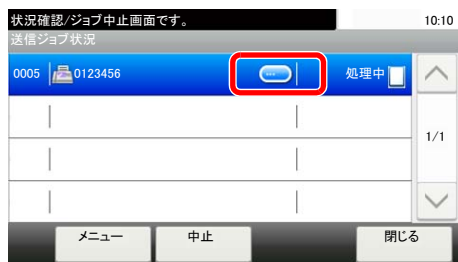 状況確認/ジョブ中止画面です。 10:10
送信ジョブ状況
0005 0123456 ... 処理中
1/1
メニュー 中止 閉じる